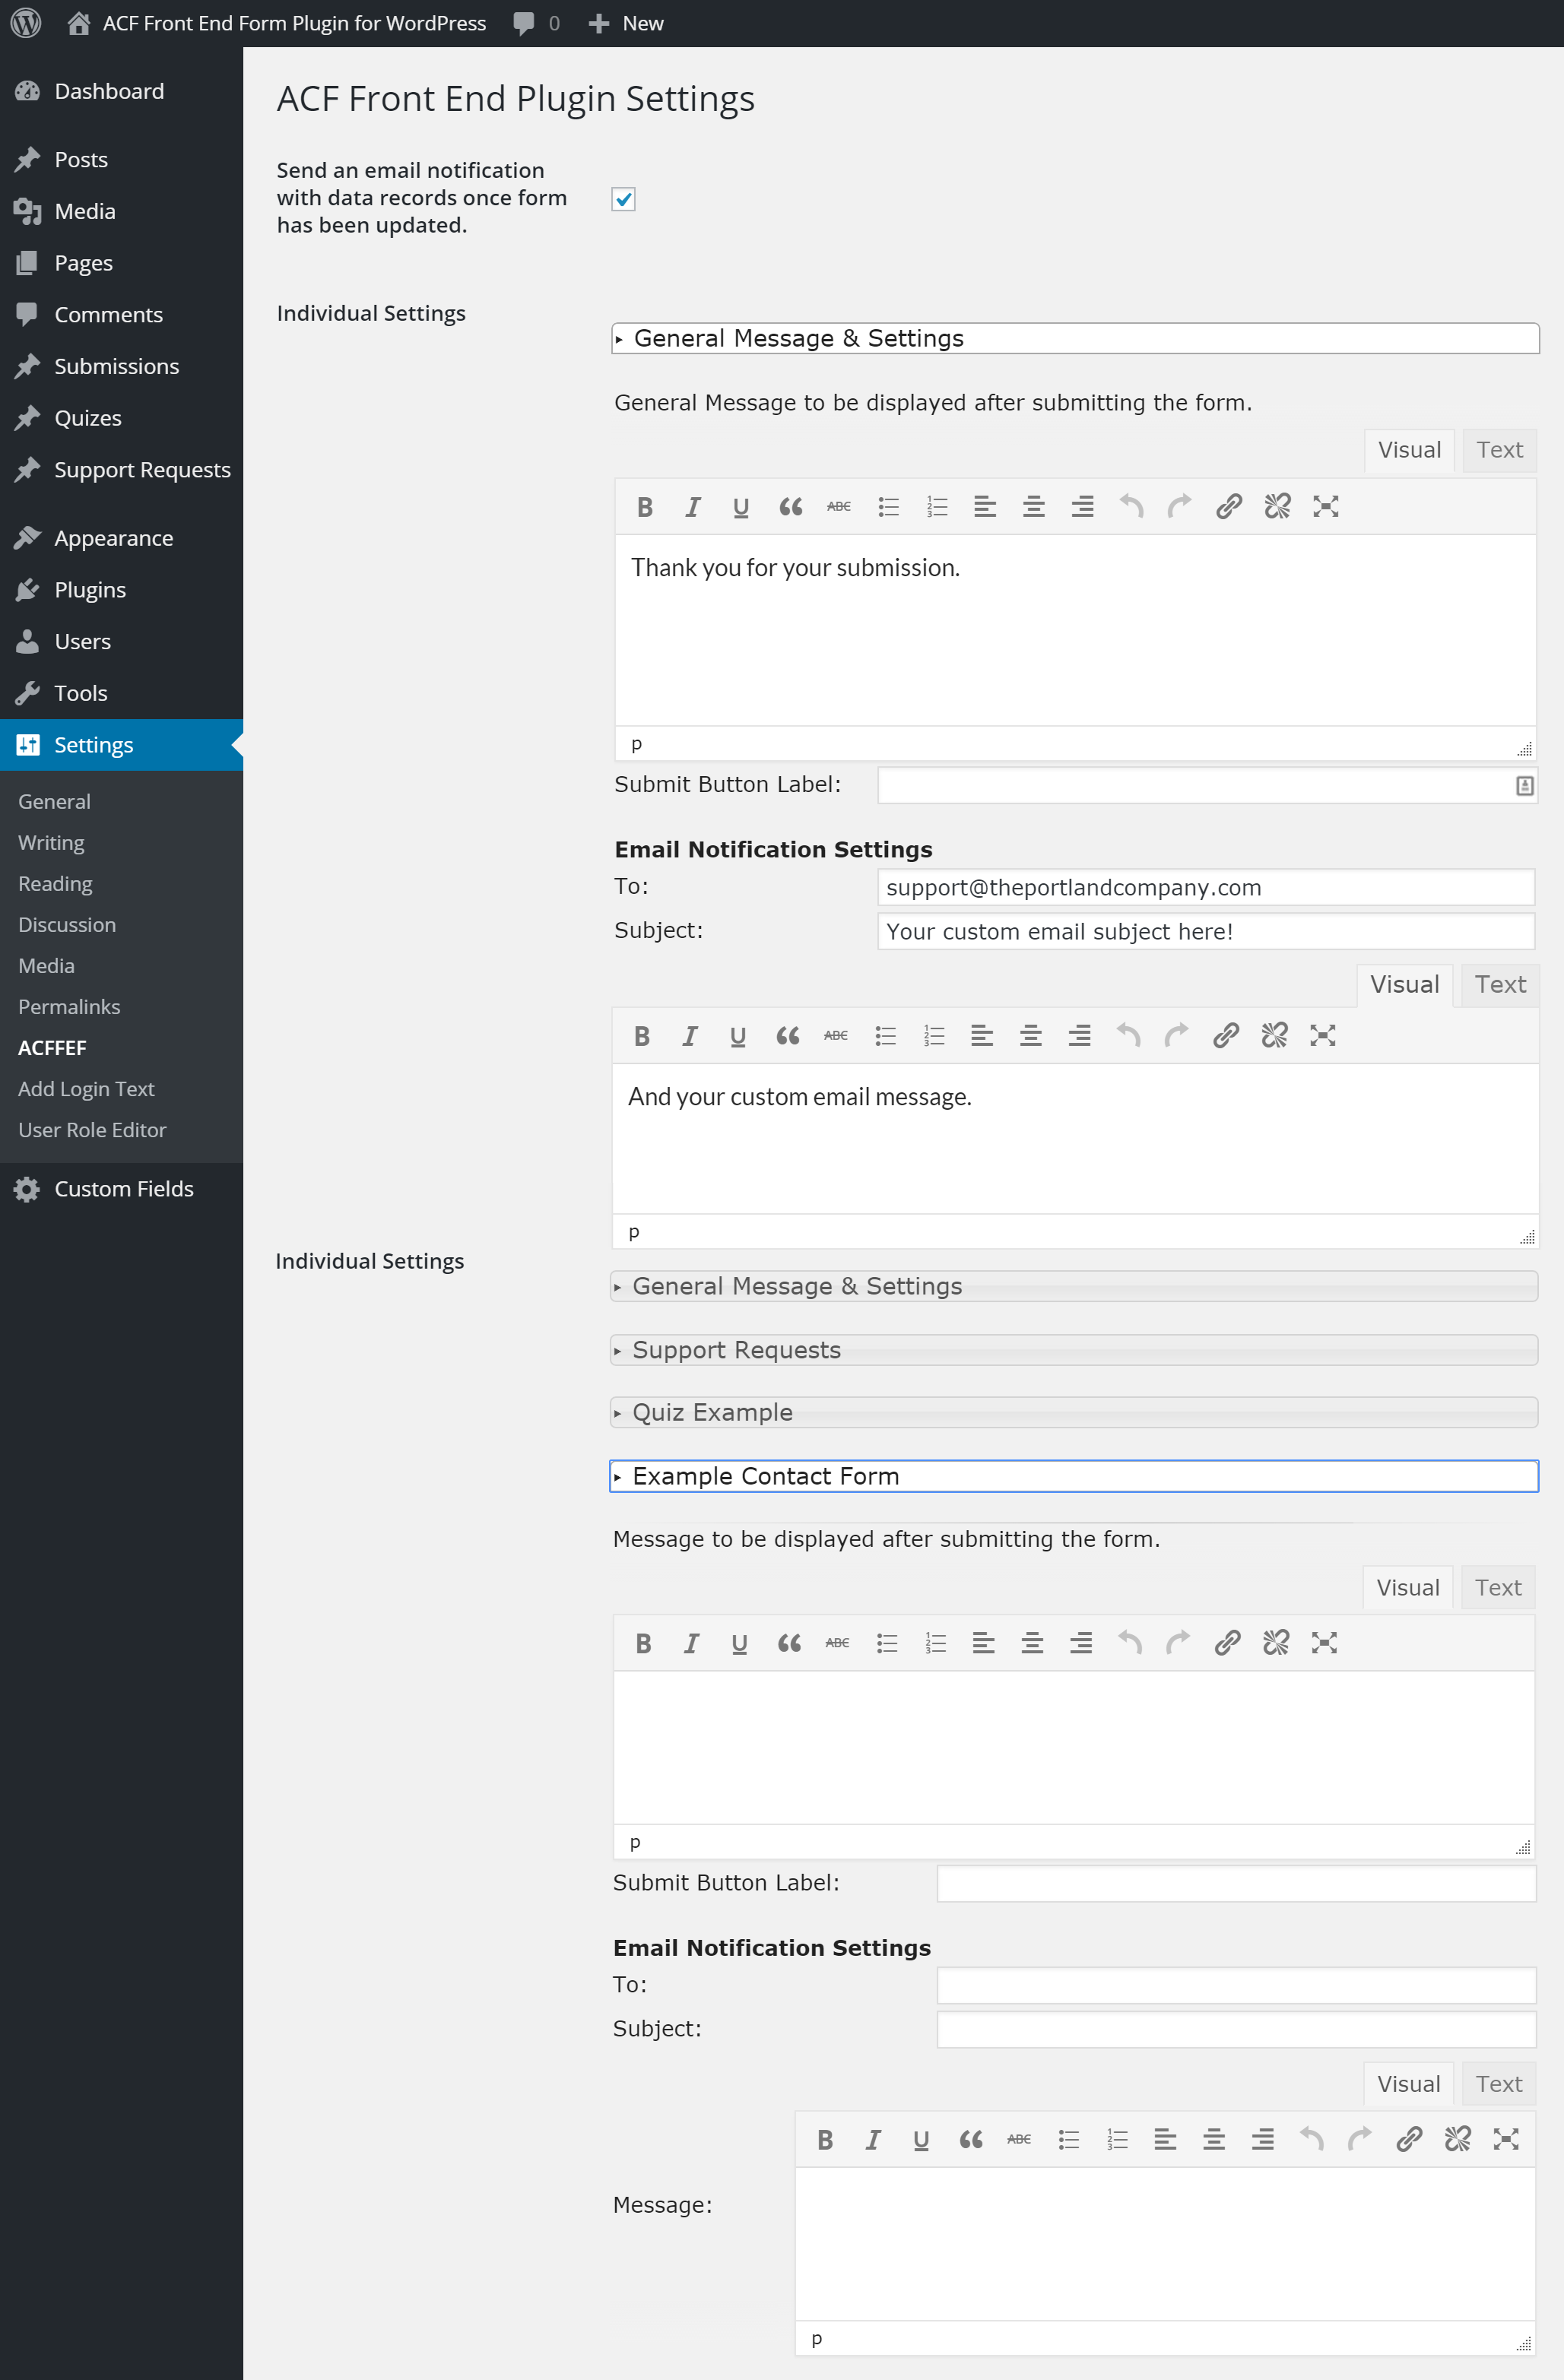 ACF Front End Form Plugin for WordPress 0 New
Dashboard
Posts
Media
Pages
Comments
Submissions
Quizes
Support Requests
Appearance
Plugins
Users
Tools
Settings
General
Writing
Reading
Discussion
Media
Permalinks
ACFFEF
Add Login Text
User Role Editor
Custom Fields
ACF Front End Plugin Settings
Send an email notification
with data records once form
has been updated.
Individual Settings
General Message & Settings
General Message to be displayed after submitting the form.
Visual Text
B I U ABC
Thank you for your submission.
p
Submit Button Label:
Email Notification Settings
To: support@theportlandcompany.com
Subject: Your custom email subject here!
Visual Text
B I U ABC
And your custom email message.
p
Individual Settings
General Message & Settings
Support Requests
Quiz Example
Example Contact Form
Message to be displayed after submitting the form.
Visual Text
B I U ABC
p
Submit Button Label:
Email Notification Settings
To:
Subject:
Visual Text
B I U ABC
Message:
p